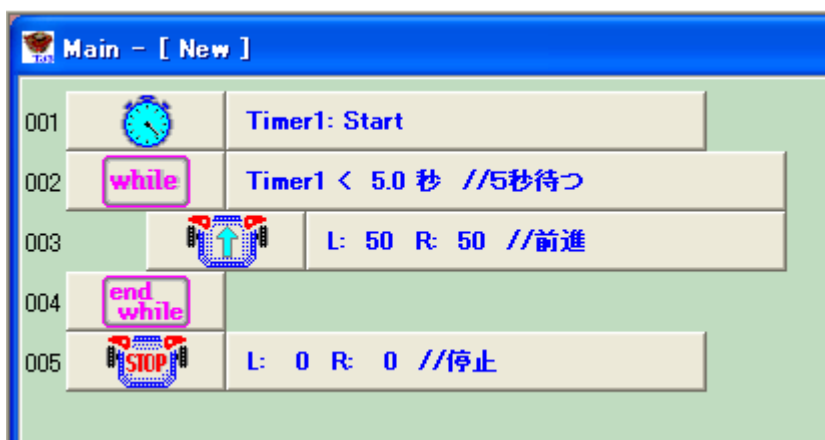 Main - [ New ]
001 Timer1: Start
002 while Timer1 < 5.0 秒 //5秒待つ
003 L: 50 R: 50 //前進
004 end while
005 STOP L: 0 R: 0 //停止